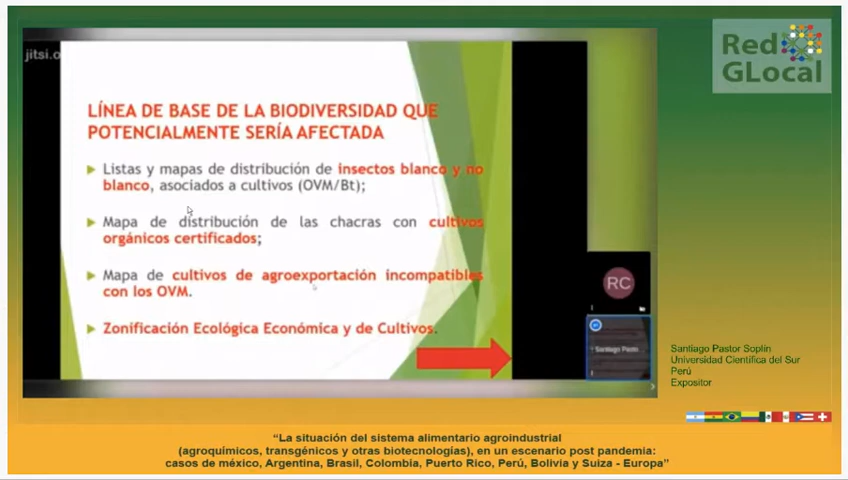 Red
GLocal
jitsi.o
LÍNEA DE BASE DE LA BIODIVERSIDAD QUE
POTENCIALMENTE SERÍA AFECTADA
Listas y mapas de distribución de insectos blanco y no
blanco, asociados a cultivos (OVM/Bt);
Mapa de distribución de las chacras con cultivos
orgánicos certificados;
Mapa de cultivos de agroexportación incompatibles
con los OVM.
Zonificación Ecológica Económica y de Cultivos.
RC
Santiago Pasto
Santiago Pastor Soplín
Universidad Científica del Sur
Perú
Expositor
“La situación del sistema alimentario agroindustrial
(agroquímicos, transgénicos y otras biotecnologías), en un escenario post pandemia:
casos de méxico, Argentina, Brasil, Colombia, Puerto Rico, Perú, Bolivia y Suiza - Europa”